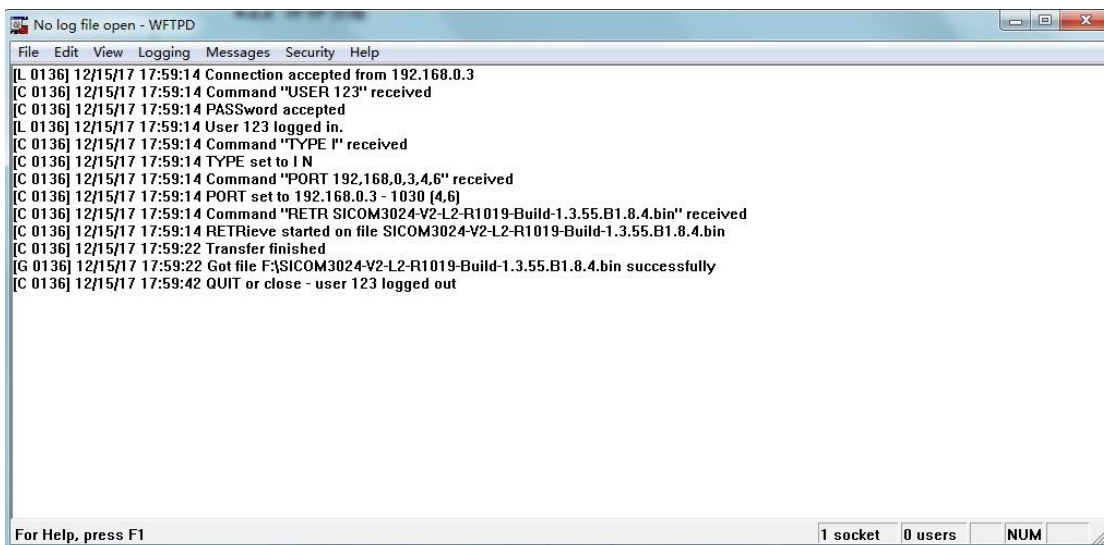 No log file open - WFTPD
File Edit View Logging Messages Security Help
[L 0136] 12/15/17 17:59:14 Connection accepted from 192.168.0.3
[C 0136] 12/15/17 17:59:14 Command "USER 123" received
[C 0136] 12/15/17 17:59:14 PASSword accepted
[L 0136] 12/15/17 17:59:14 User 123 logged in.
[C 0136] 12/15/17 17:59:14 Command "TYPE I" received
[C 0136] 12/15/17 17:59:14 TYPE set to I N
[C 0136] 12/15/17 17:59:14 Command "PORT 192,168,0,3,4,6" received
[C 0136] 12/15/17 17:59:14 PORT set to 192.168.0.3 - 1030 (4,6)
[C 0136] 12/15/17 17:59:14 Command "RETR SICOM3024-V2-L2-R1019-Build-1.3.55.B1.8.4.bin" received
[C 0136] 12/15/17 17:59:14 RETRieve started on file SICOM3024-V2-L2-R1019-Build-1.3.55.B1.8.4.bin
[C 0136] 12/15/17 17:59:22 Transfer finished
[G 0136] 12/15/17 17:59:22 Got file F:\SICOM3024-V2-L2-R1019-Build-1.3.55.B1.8.4.bin successfully
[C 0136] 12/15/17 17:59:42 QUIT or close - user 123 logged out
For Help, press F1 1 socket 0 users NUM